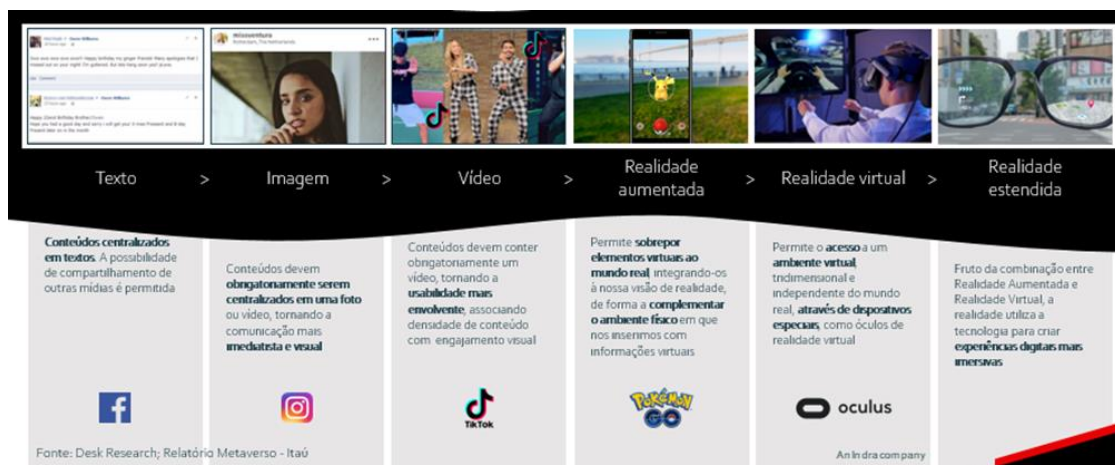 missventura
Rotterdam, The Netherlands
Texto > Imagem > Vídeo > Realidade aumentada > Realidade virtual > Realidade estendida
Conteúdos centralizados
em textos. A possibilidade
de compartilhamento de
outras mídias é permitida
Conteúdos devem
obrigatoriamente serem
centralizados em uma foto
ou vídeo, tornando a
comunicação mais
imediatista e visual
Conteúdos devem conter
obrigatoriamente um
vídeo, tornando a
usabilidade mais
envolvente, associando
densidade de conteúdo
com engajamento visual
Permite sobrepor
elementos virtuais ao
mundo real, integrando-os
à nossa visão de realidade,
de forma a complementar
o ambiente físico em que
nos inserimos com
informações virtuais
Permite o acesso a um
ambiente virtual,
tridimensional e
independente do mundo
real, através de dispositivos
especiais, como óculos de
realidade virtual
Fruto da combinação entre
Realidade Aumentada e
Realidade Virtual, a
realidade utiliza a
tecnologia para criar
experiências digitais mais
imersivas
f
TikTok
POKÉMON
GO
oculus
Fonte: Desk Research; Relatório Metaverso - Itaú
An Indra company